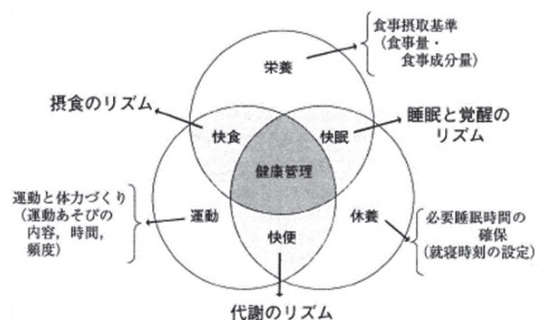 食事摂取基準
(食事量・
食事成分量)
栄養
摂食のリズム
睡眠と覚醒の
リズム
快食
快眠
健康管理
運動と体力づくり
(運動あそびの
内容, 時間,
頻度)
運動
休養
必要睡眠時間の
確保
(就寝時刻の設定)
快便
代謝のリズム